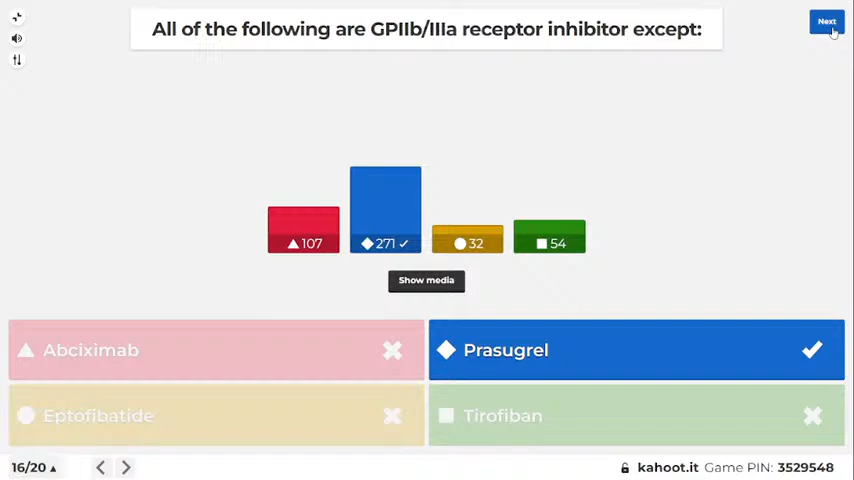 All of the following are GPIIb/IIIa receptor inhibitor except:
Next
107
271
32
54
Show media
Abciximab
Prasugrel
Eptofibatide
Tirofiban
16/20
kahoot.it Game PIN: 3529548